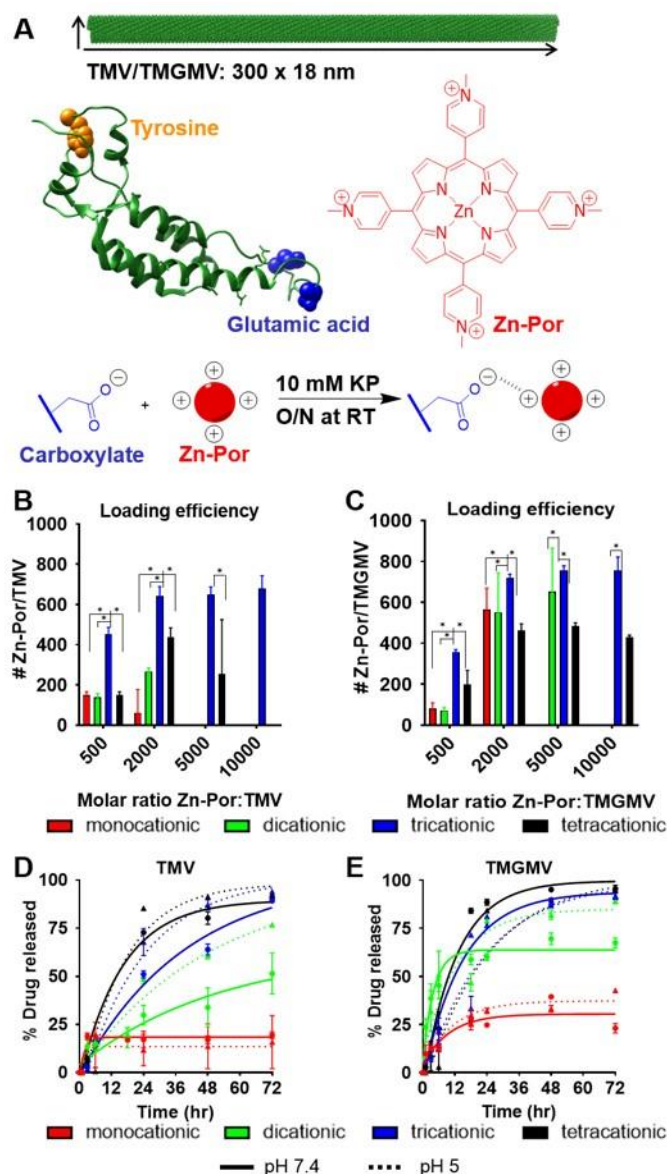 A
TMV/TMGMV: 300 x 18 nm
Tyrosine
Glutamic acid
N
N
N
N
Zn
N
N
N
N
Zn-Por
O
O
Carboxylate
+
Zn-Por
10 mM KP
O/N at RT
O
O
B
Loading efficiency
# Zn-Por/TMV
1000
800
600
400
200
0
* * *
* * *
*
500
2000
5000
10000
Molar ratio Zn-Por:TMV
C
Loading efficiency
# Zn-Por/TMGMV
1000
800
600
400
200
0
* * *
* * *
* *
*
500
2000
5000
10000
Molar ratio Zn-Por:TMGMV
monocationic dicationic tricationic tetracationic
D
TMV
% Drug released
100
75
50
25
0
0 12 24 36 48 60 72
Time (hr)
E
TMGMV
% Drug released
100
75
50
25
0
0 12 24 36 48 60 72
Time (hr)
monocationic dicationic tricationic tetracationic
pH 7.4 pH 5